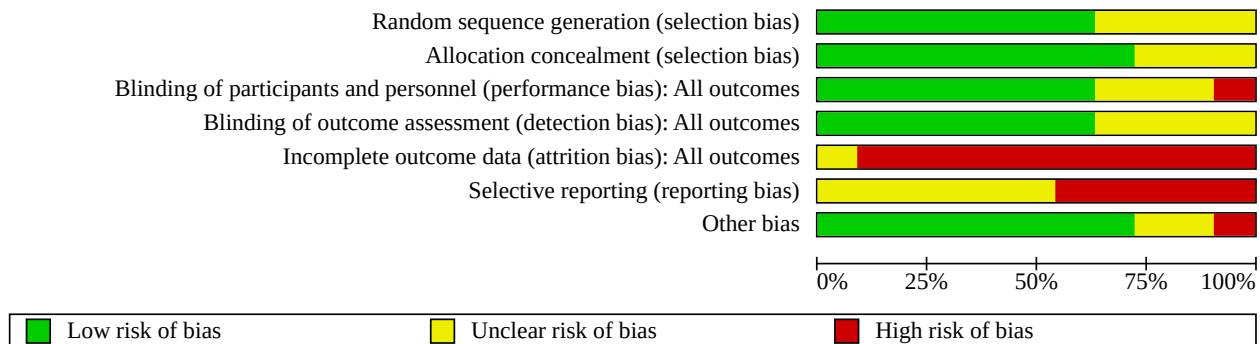 Random sequence generation (selection bias)
Allocation concealment (selection bias)
Blinding of participants and personnel (performance bias): All outcomes
Blinding of outcome assessment (detection bias): All outcomes
Incomplete outcome data (attrition bias): All outcomes
Selective reporting (reporting bias)
Other bias
0% 25% 50% 75% 100%
Low risk of bias Unclear risk of bias High risk of bias